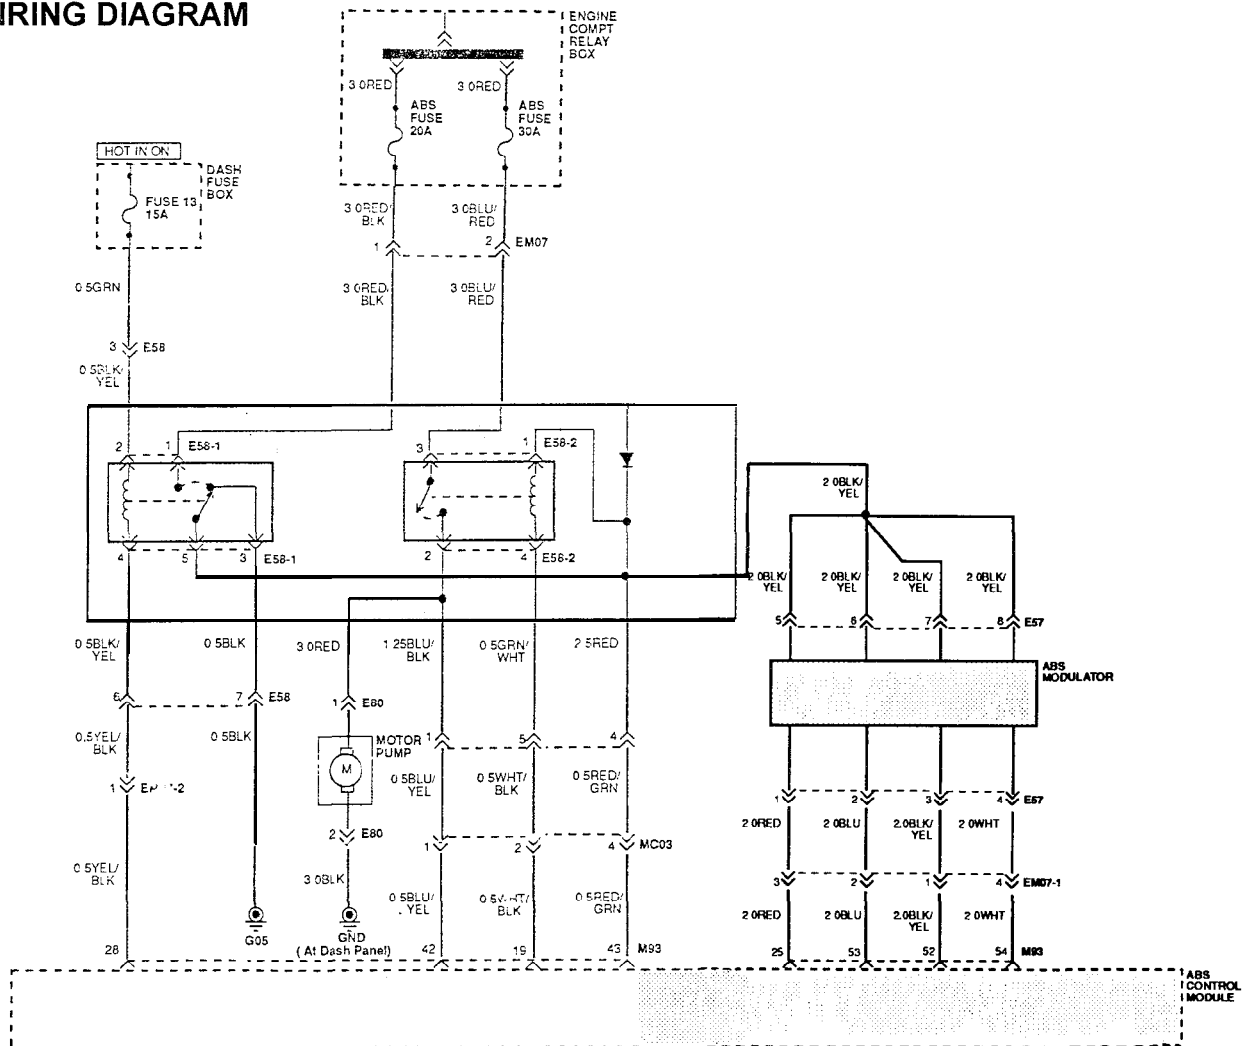 IRING DIAGRAM
ENGINE
COMPT
RELAY
BOX
3 0RED
3 0RED
ABS
FUSE
20A
ABS
FUSE
30A
HOT IN ON
DASH
FUSE
BOX
FUSE 13
15A
3 0RED/
BLK
3 0BLU/
RED
1
2
EM07
0 5GRN
3 0RED
BLK
3 0BLU/
RED
3
E58
0 5BLK/
YEL
2
1
E58-1
3
1
E58-2
4
5
3
E58-1
2
4
E58-2
2 0BLK/
YEL
2 0BLK/
YEL
2 0BLK/
YEL
2 0BLK/
YEL
2 0BLK/
YEL
5
6
7
8
E57
ABS
MODULATOR
0 5BLK/
YEL
0 5BLK
3 0RED
1 25BLU/
BLK
0 5GRN/
WHT
2 5RED
6
7
E58
1
E80
0.5YEL/
BLK
0.5BLK
MOTOR
PUMP
M
1
5
4
0 5BLU/
YEL
0 5WHT/
BLK
0 5RED/
GRN
1
2
E80
1
2
4
MC03
1
2
3
4
E57
2 0RED
2 0BLU
2.0BLK/
YEL
2 0WHT
0 5YEL/
BLK
3 0BLK
0 5BLU/
YEL
BLK
0 5RED/
GRN
3
2
1
4
EM07-1
2 0RED
2 0BLU
2.0BLK/
YEL
2 0WHT
G05
GND
( At Dash Panel)
28
42
19
43
M93
25
53
52
54
M93
ABS
CONTROL
MODULE